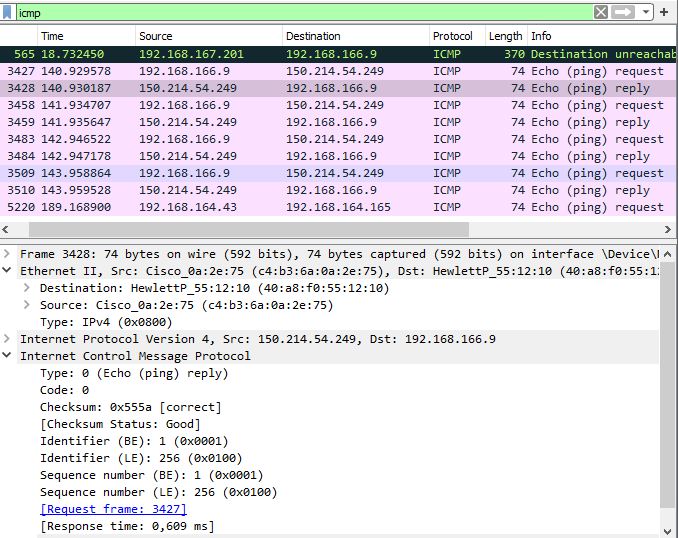 icmp
Time Source Destination Protocol Length Info
565 18.732450 192.168.167.201 192.168.166.9 ICMP 370 Destination unreachab
3427 140.929578 192.168.166.9 150.214.54.249 ICMP 74 Echo (ping) request
3428 140.930187 150.214.54.249 192.168.166.9 ICMP 74 Echo (ping) reply
3458 141.934707 192.168.166.9 150.214.54.249 ICMP 74 Echo (ping) request
3459 141.935647 150.214.54.249 192.168.166.9 ICMP 74 Echo (ping) reply
3483 142.946522 192.168.166.9 150.214.54.249 ICMP 74 Echo (ping) request
3484 142.947178 150.214.54.249 192.168.166.9 ICMP 74 Echo (ping) reply
3509 143.958864 192.168.166.9 150.214.54.249 ICMP 74 Echo (ping) request
3510 143.959528 150.214.54.249 192.168.166.9 ICMP 74 Echo (ping) reply
5220 189.168900 192.168.164.43 192.168.164.165 ICMP 74 Echo (ping) request
Frame 3428: 74 bytes on wire (592 bits), 74 bytes captured (592 bits) on interface \Device\
Ethernet II, Src: Cisco_0a:2e:75 (c4:b3:6a:0a:2e:75), Dst: HewlettP_55:12:10 (40:a8:f0:55:12
Destination: HewlettP_55:12:10 (40:a8:f0:55:12:10)
Source: Cisco_0a:2e:75 (c4:b3:6a:0a:2e:75)
Type: IPv4 (0x0800)
Internet Protocol Version 4, Src: 150.214.54.249, Dst: 192.168.166.9
Internet Control Message Protocol
Type: 0 (Echo (ping) reply)
Code: 0
Checksum: 0x555a [correct]
[Checksum Status: Good]
Identifier (BE): 1 (0x0001)
Identifier (LE): 256 (0x0100)
Sequence number (BE): 1 (0x0001)
Sequence number (LE): 256 (0x0100)
[Request frame: 3427]
[Response time: 0,609 ms]